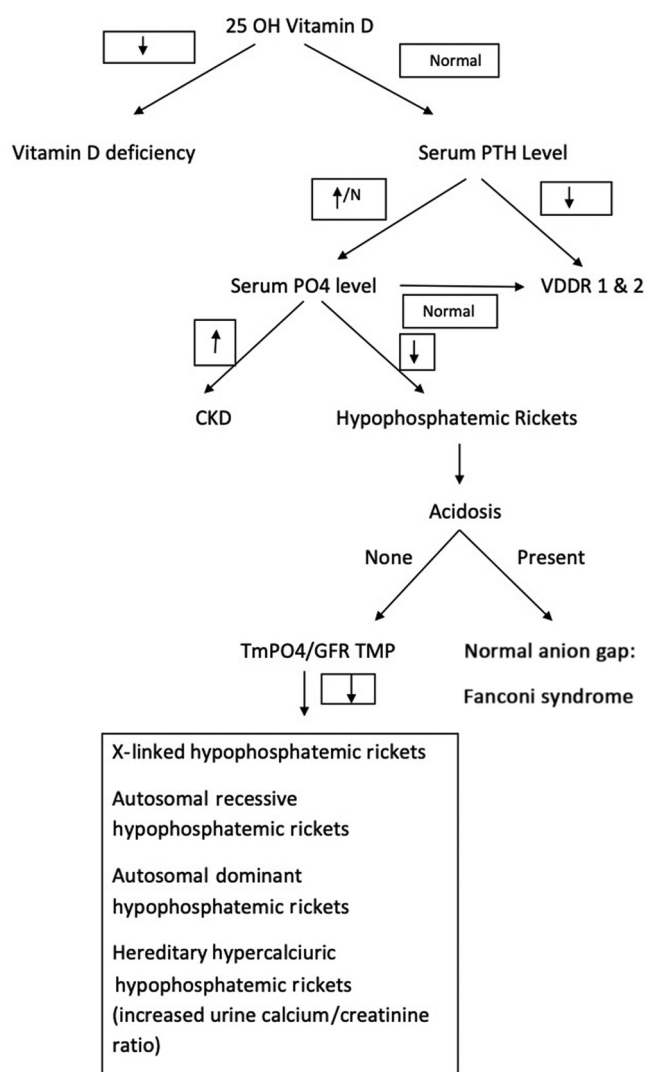 25 OH Vitamin D
Normal
Vitamin D deficiency
Serum PTH Level
/N
Serum PO4 level
VDDR 1 & 2
Normal
CKD
Hypophosphatemic Rickets
Acidosis
None
Present
TmPO4/GFR TMP
Normal anion gap:
Fanconi syndrome
X-linked hypophosphatemic rickets
Autosomal recessive
hypophosphatemic rickets
Autosomal dominant
hypophosphatemic rickets
Hereditary hypercalciuric
hypophosphatemic rickets
(increased urine calcium/creatinine
ratio)